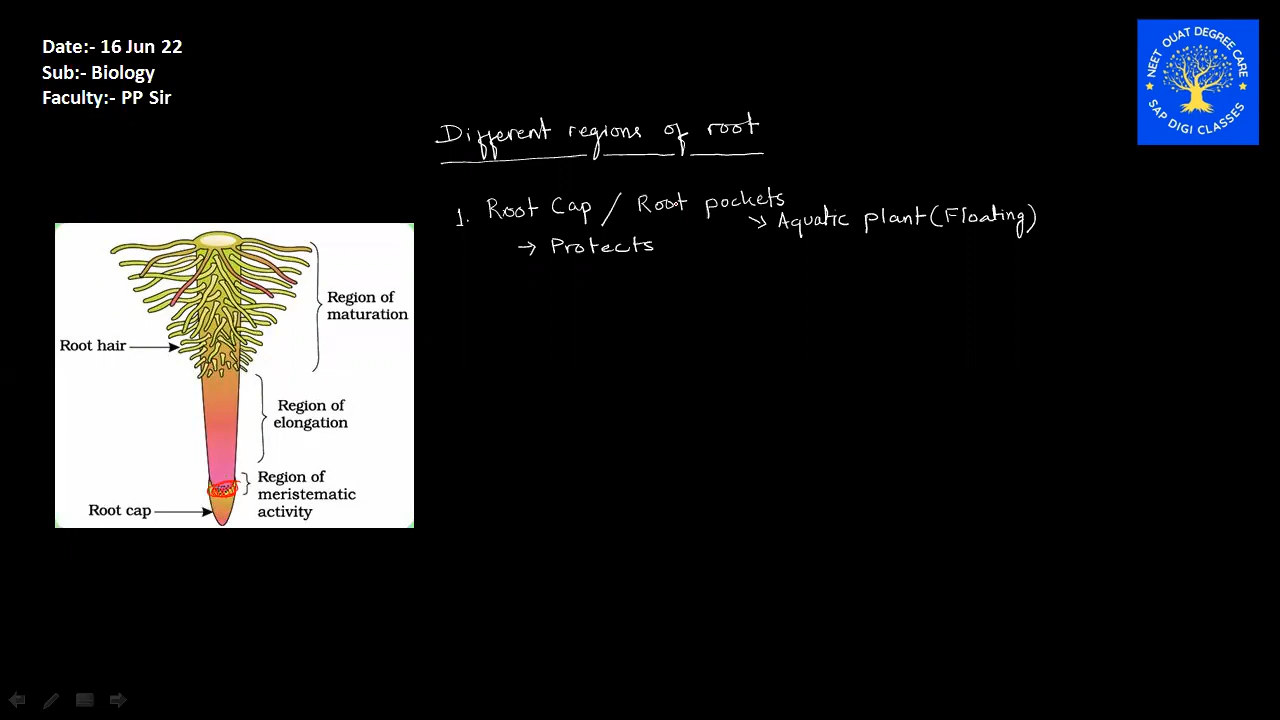 Date:- 16 Jun 22
Sub:- Biology
Faculty:- PP Sir
NEET OUAT DEGREE CARE
SAP DIGI CLASSES
Different regions of root
1. Root Cap / Root pockets
→ Aquatic plant (Floating)
→ Protects
Region of
maturation
Root hair
Region of
elongation
Region of
meristematic
activity
Root cap